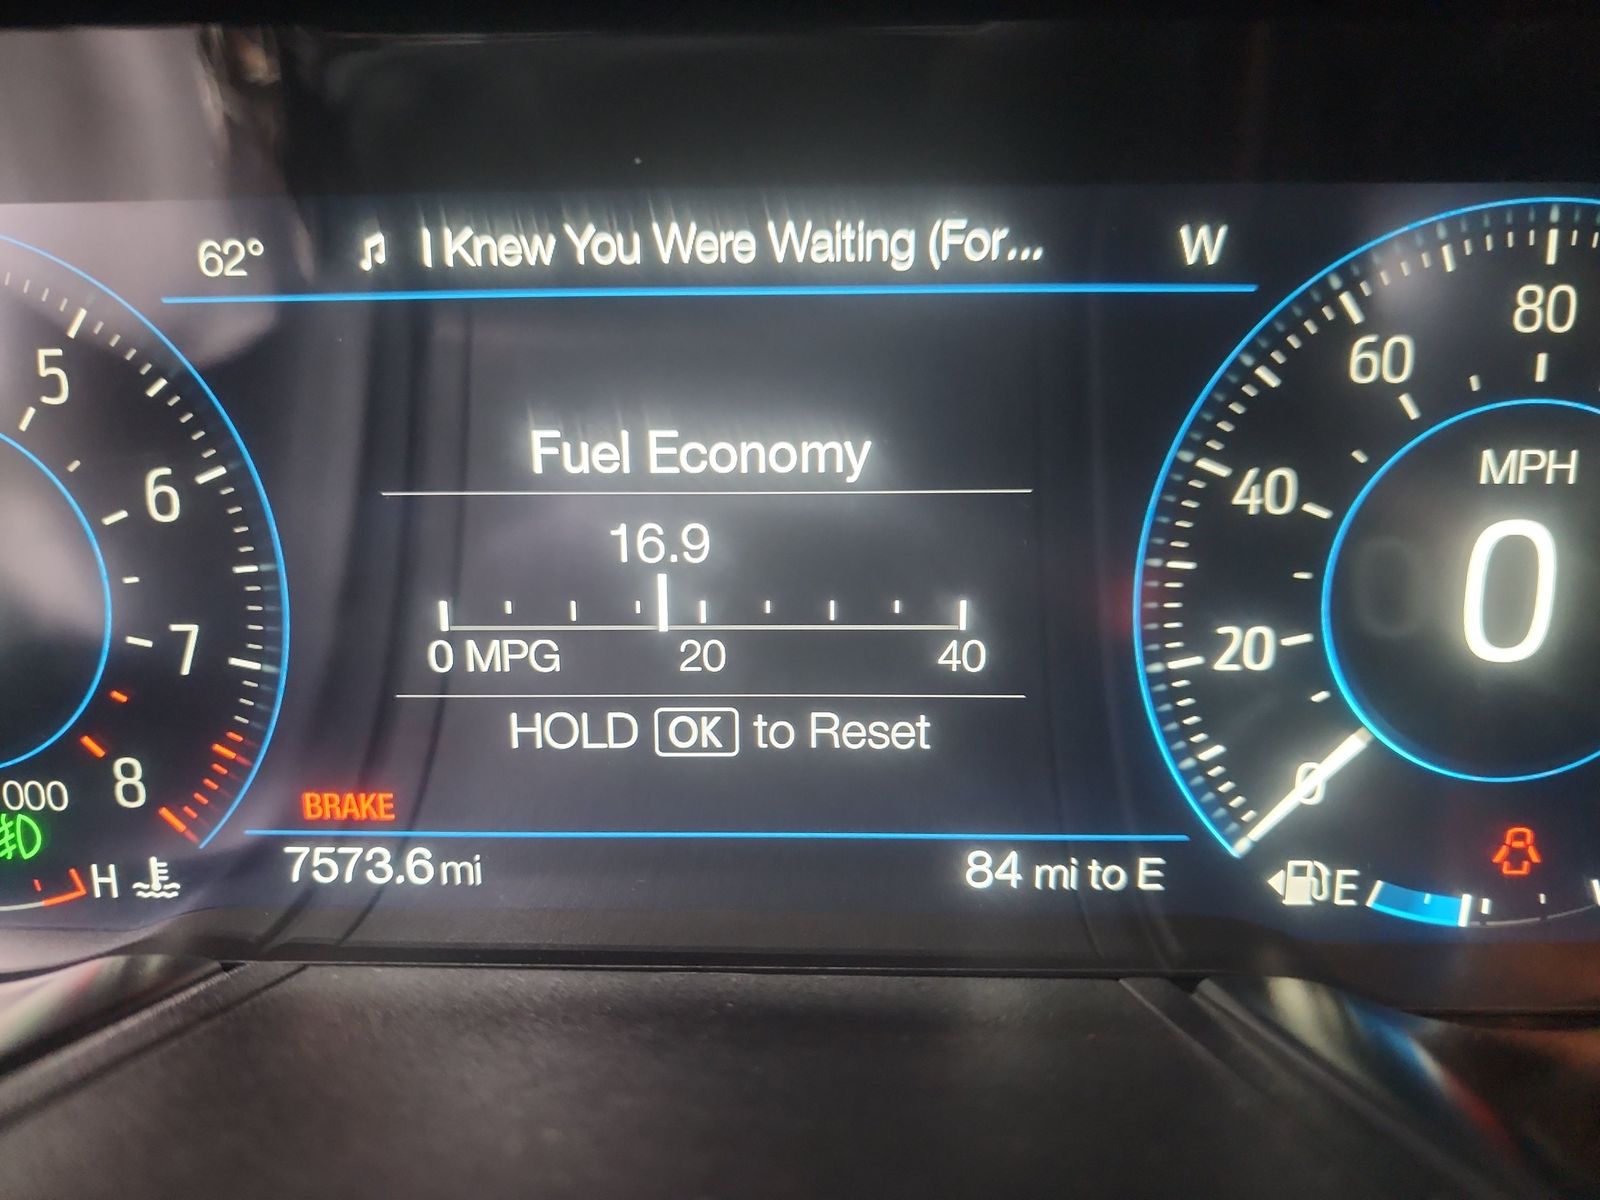 62° I Knew You Were Waiting (For... W
5
6
7
8
000
H
Fuel Economy
16.9
0 MPG 20 40
HOLD OK to Reset
BRAKE
7573.6 mi 84 mi to E
80
60
40
20
0
MPH
0
E